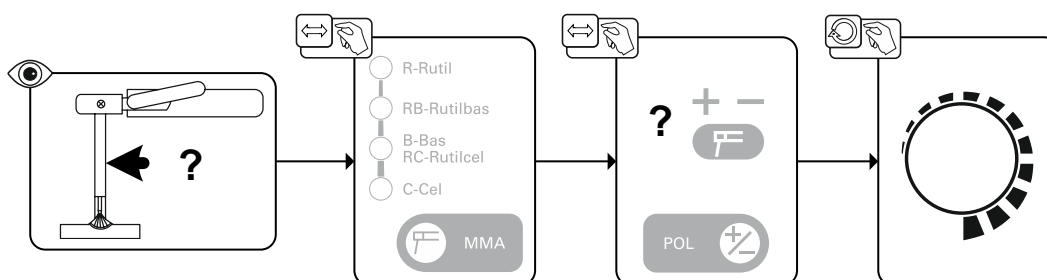 ?
R-Rutil
RB-Rutilbas
B-Bas
RC-Rutilcel
C-Cel
MMA
?
+ −
POL
+/−